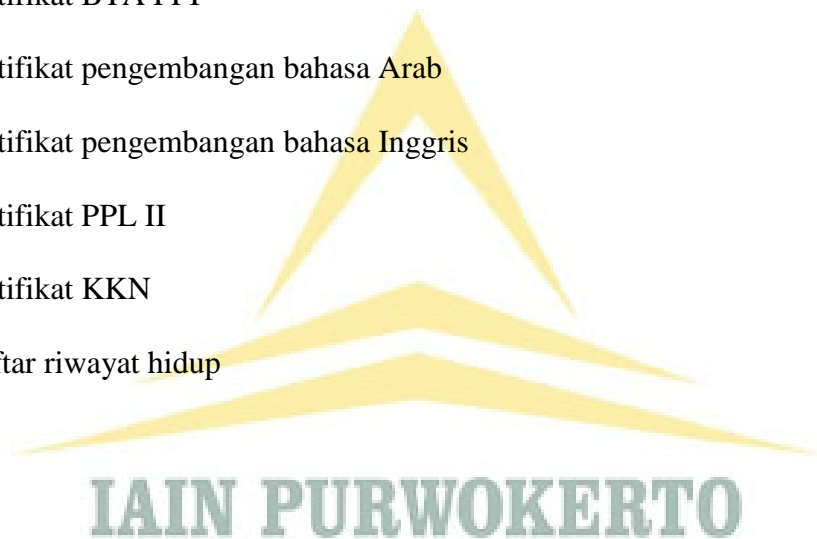 tifikat pengembangan bahasa Arab
tifikat pengembangan bahasa Inggris
tifikat PPL II
tifikat KKN
ftar riwayat hidup
IAIN PURWOKERTO